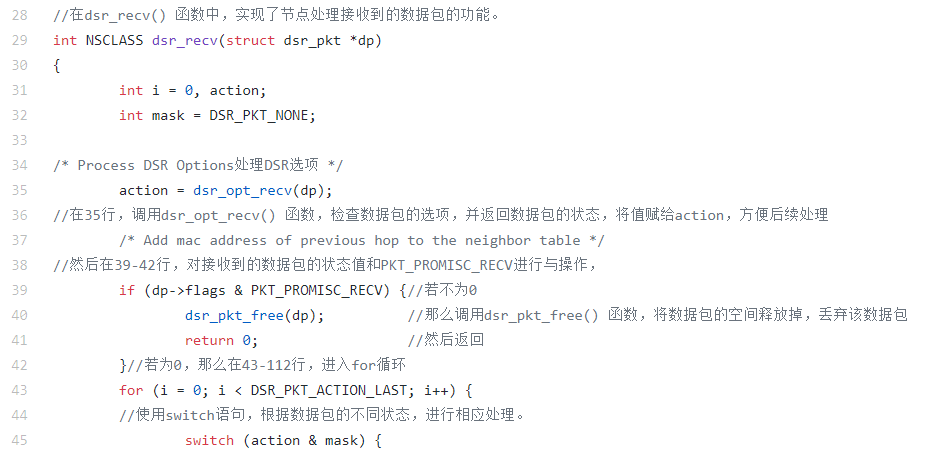 28 //在dsr_recv() 函数中，实现了节点处理接收到的数据包的功能。
29 int NSCLASS dsr_recv(struct dsr_pkt *dp)
30 {
31 int i = 0, action;
32 int mask = DSR_PKT_NONE;
33
34 /* Process DSR Options处理DSR选项 */
35 action = dsr_opt_recv(dp);
36 //在35行，调用dsr_opt_recv() 函数，检查数据包的选项，并返回数据包的状态，将值赋给action，方便后续处理
37 /* Add mac address of previous hop to the neighbor table */
38 //然后在39-42行，对接收到的数据包的状态值和PKT_PROMISC_RECV进行与操作，
39 if (dp->flags & PKT_PROMISC_RECV) {//若不为0
40 dsr_pkt_free(dp); //那么调用dsr_pkt_free() 函数，将数据包的空间释放掉，丢弃该数据包
41 return 0; //然后返回
42 }//若为0，那么在43-112行，进入for循环
43 for (i = 0; i < DSR_PKT_ACTION_LAST; i++) {
44 //使用switch语句，根据数据包的不同状态，进行相应处理。
45 switch (action & mask) {